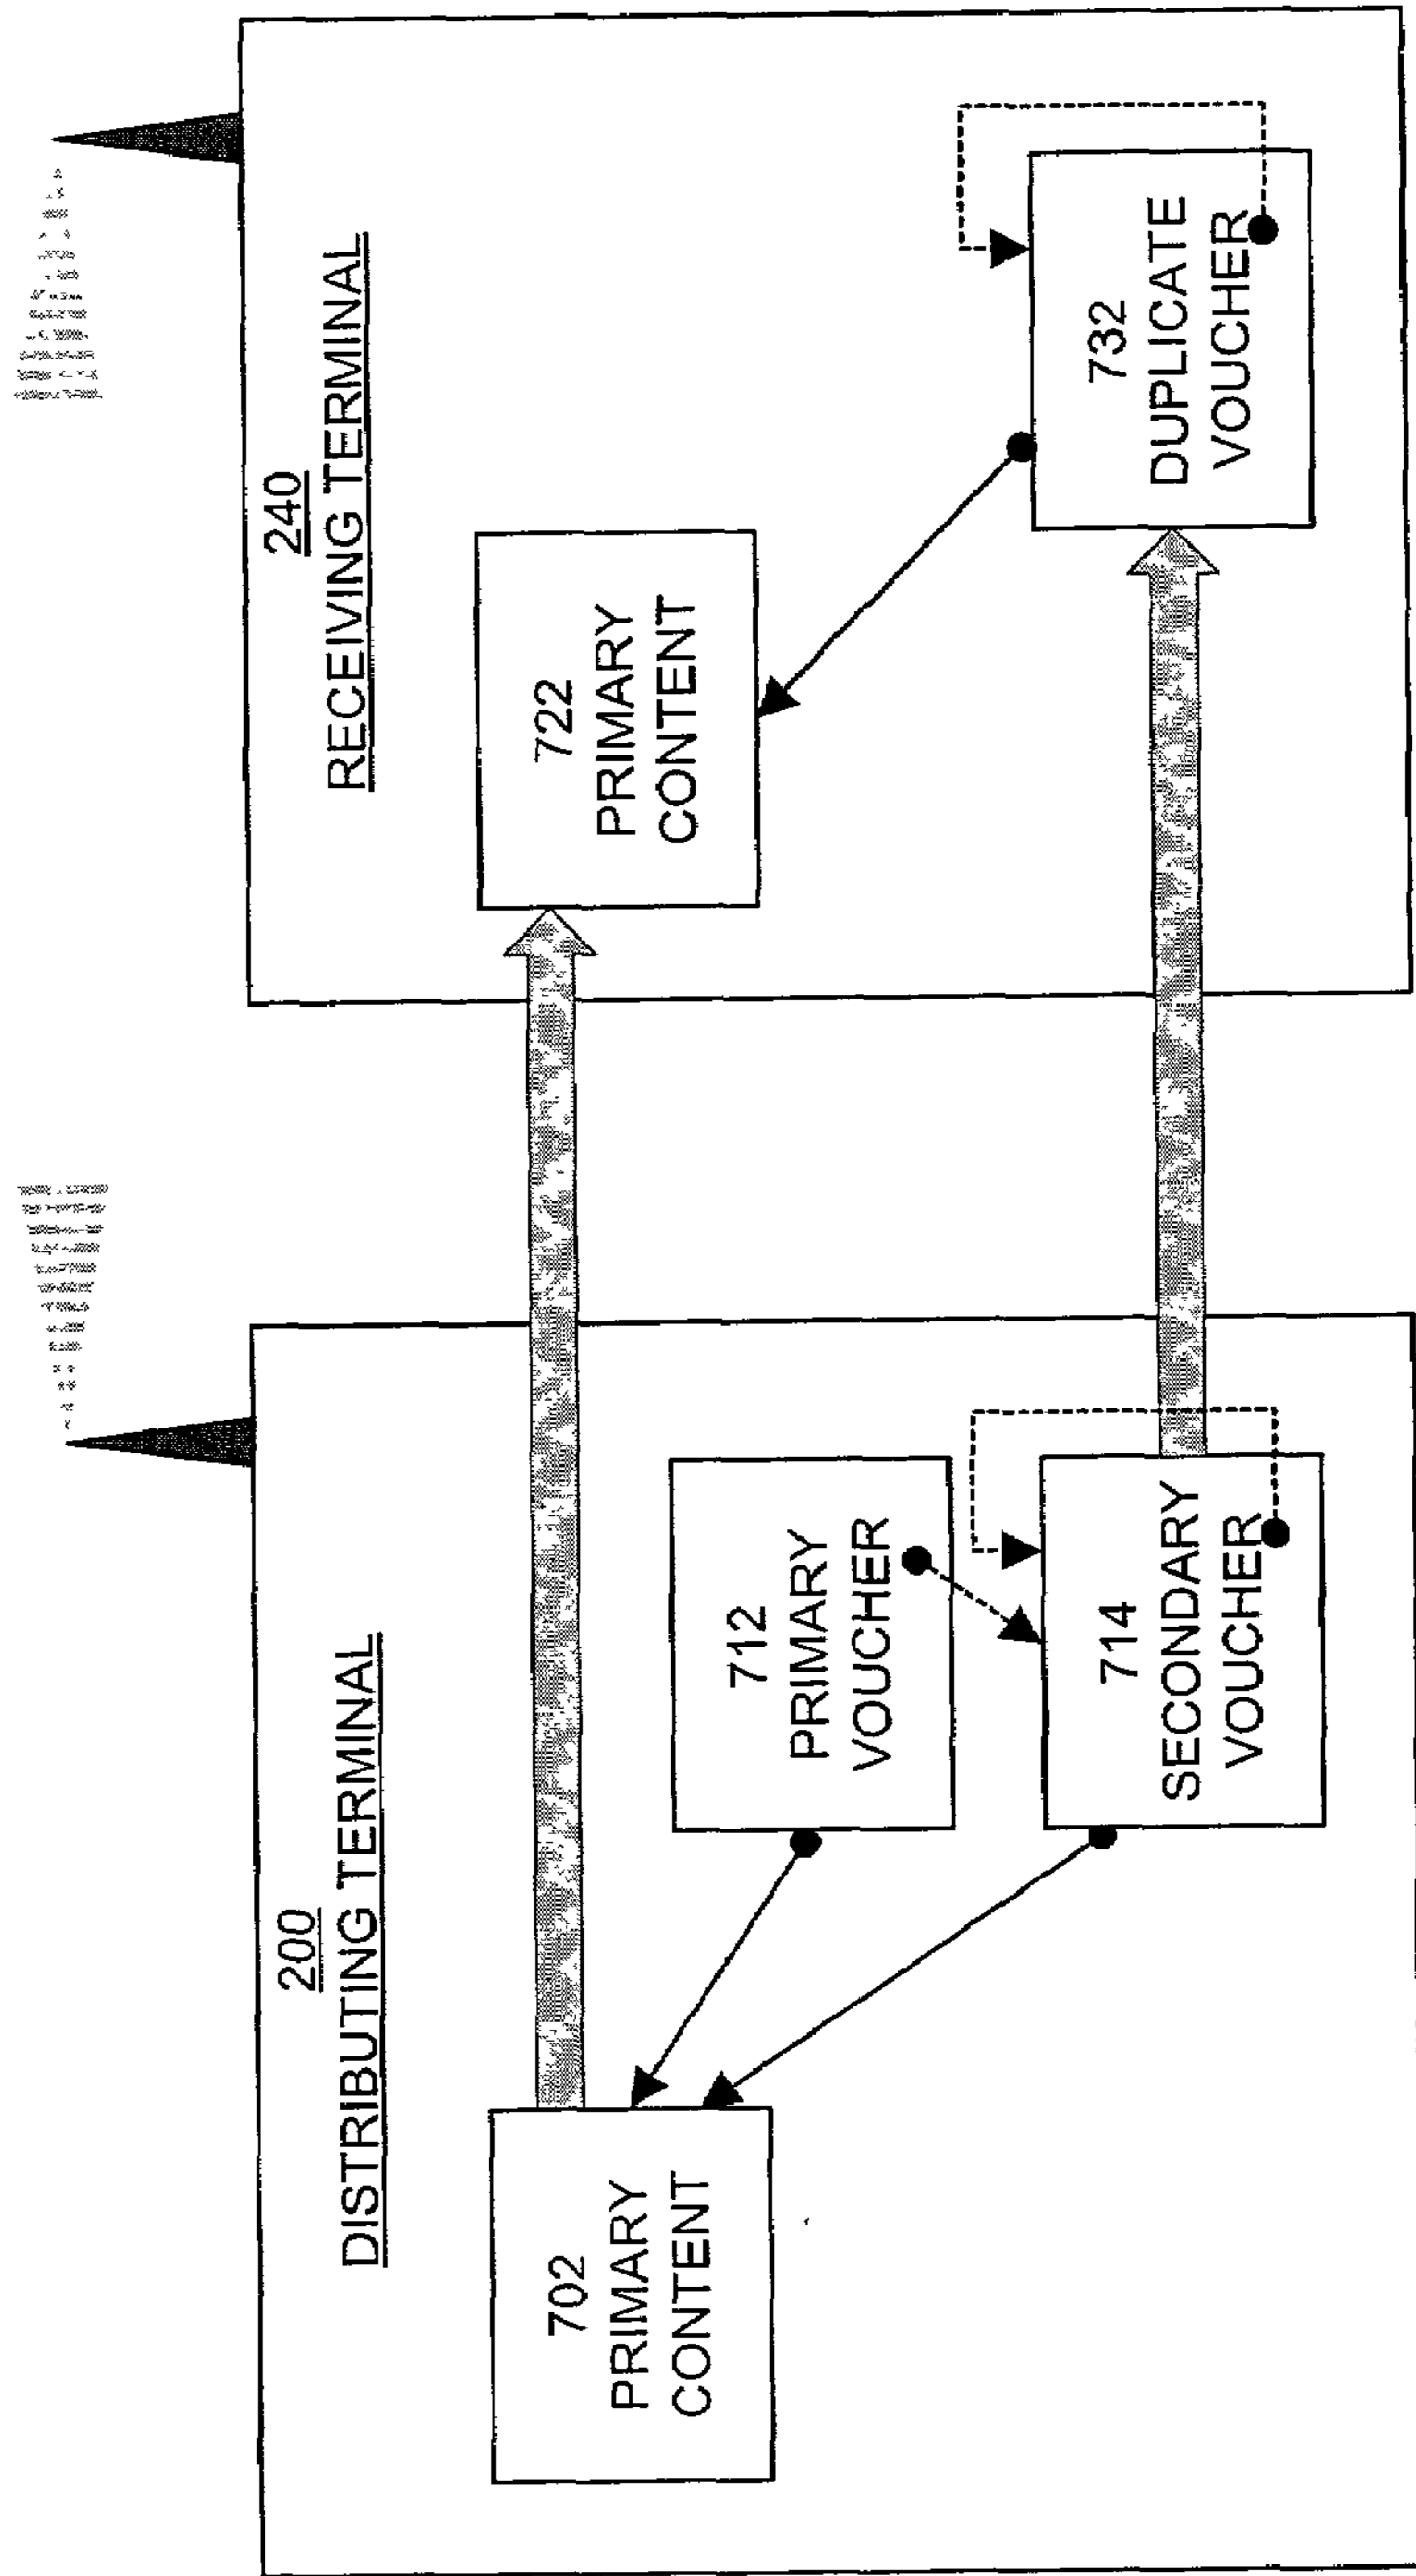 200
DISTRIBUTING TERMINAL
702
PRIMARY
CONTENT
712
PRIMARY
VOUCHER
714
SECONDARY
VOUCHER
240
RECEIVING TERMINAL
722
PRIMARY
CONTENT
732
DUPLICATE
VOUCHER